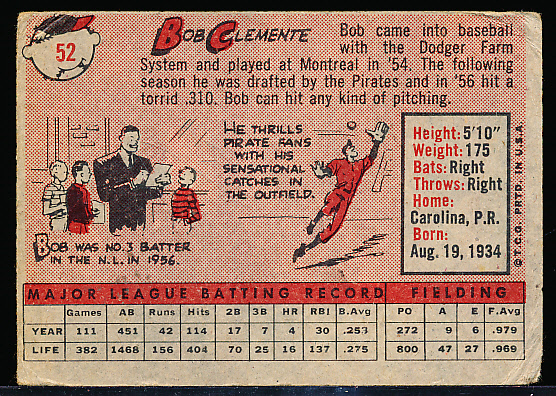 52
BOB CLEMENTE
Bob came into baseball
with the Dodger Farm
System and played at Montreal in '54. The following
season he was drafted by the Pirates and in '56 hit a
torrid .310. Bob can hit any kind of pitching.
HE THRILLS
PIRATE FANS
WITH HIS
SENSATIONAL
CATCHES IN
THE OUTFIELD.
BOB WAS NO. 3 BATTER
IN THE N.L. IN 1956.
Height: 5'10"
Weight: 175
Bats: Right
Throws: Right
Home:
Carolina, P.R.
Born:
Aug. 19, 1934
© T.C.G. PRTD. IN U.S.A.
MAJOR LEAGUE BATTING RECORD FIELDING
Games AB Runs Hits 2B 3B HR RBI B.Avg PO A E F.Avg
YEAR 111 451 42 114 17 7 4 30 .253 272 9 6 .979
LIFE 382 1468 156 404 70 25 16 137 .275 800 47 27 .969